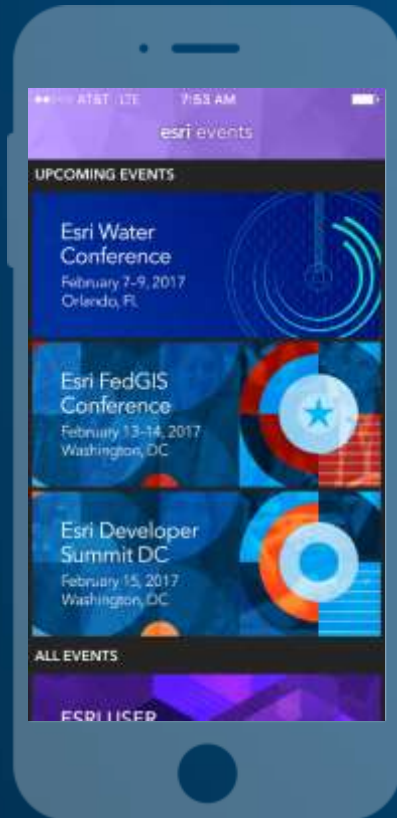 AT&T LTE 7:53 AM
esri events
UPCOMING EVENTS
Esri Water
Conference
February 7-9, 2017
Orlando, FL
Esri FedGIS
Conference
February 13-14, 2017
Washington, DC
Esri Developer
Summit DC
February 15, 2017
Washington, DC
ALL EVENTS
ESRI USER